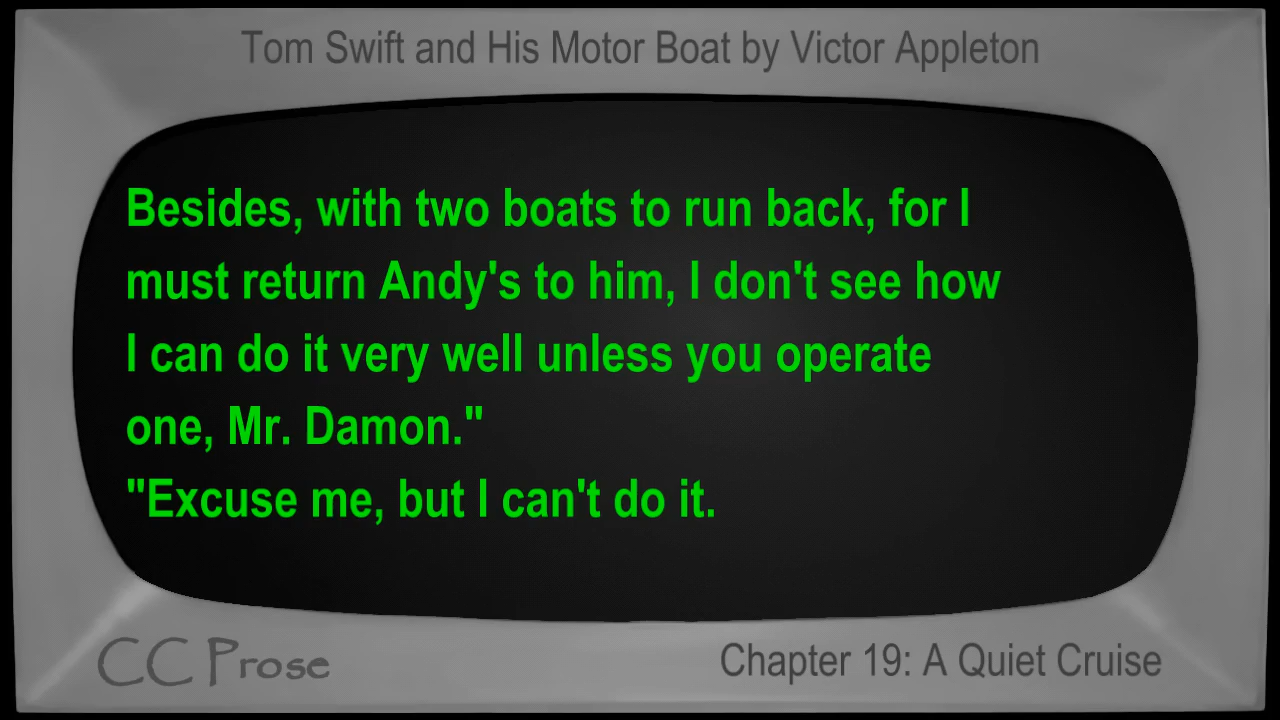 Tom Swift and His Motor Boat by Victor Appleton
Besides, with two boats to run back, for I
must return Andy's to him, I don't see how
I can do it very well unless you operate
one, Mr. Damon."
"Excuse me, but I can't do it.
CC Prose
Chapter 19: A Quiet Cruise